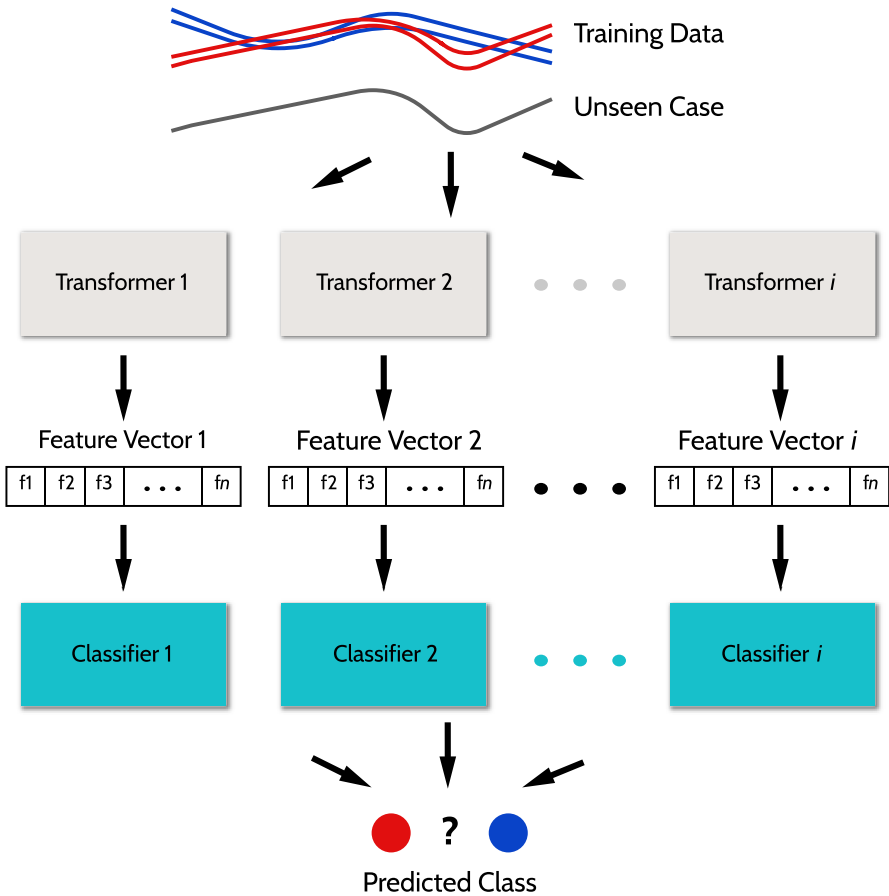 Training Data
Unseen Case
Transformer 1
Transformer 2
Transformer i
Feature Vector 1
Feature Vector 2
Feature Vector i
f1 f2 f3 ... fn
f1 f2 f3 ... fn
f1 f2 f3 ... fn
Classifier 1
Classifier 2
Classifier i
?
Predicted Class